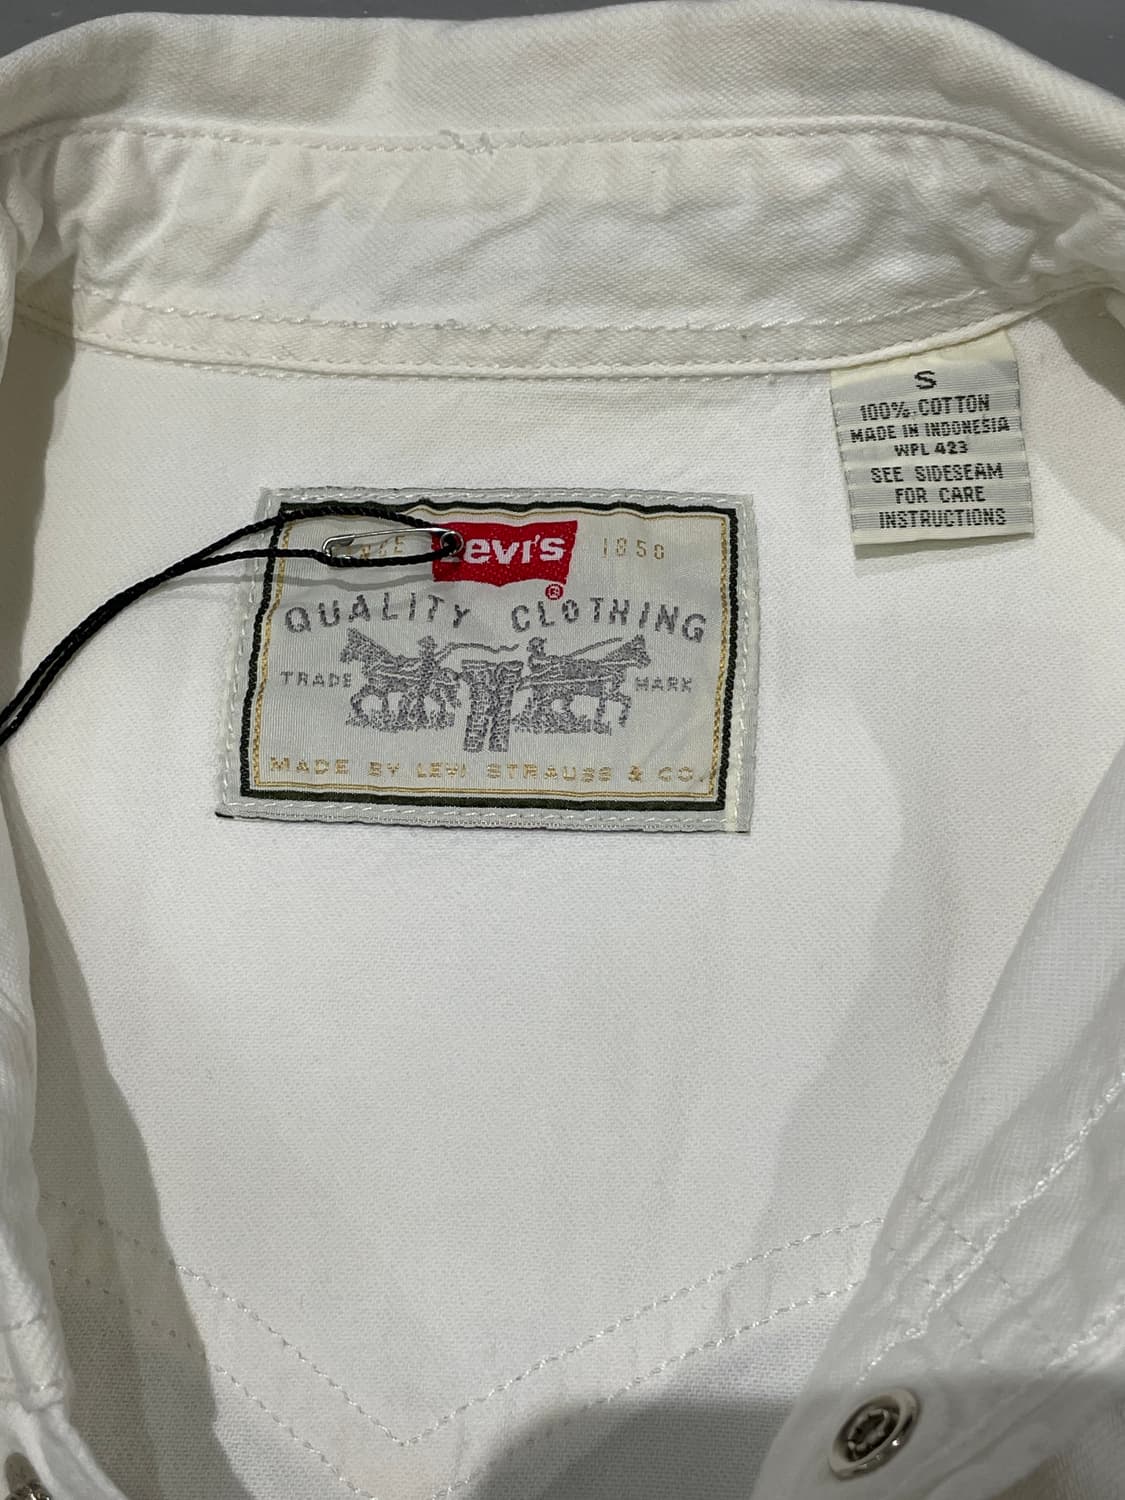 S
100% COTTON
MADE IN INDONESIA
WPL 423
SEE SIDESEAM
FOR CARE
INSTRUCTIONS
Levi's 1850
®
QUALITY CLOTHING
TRADE MARK
MADE BY LEVI STRAUSS & CO.